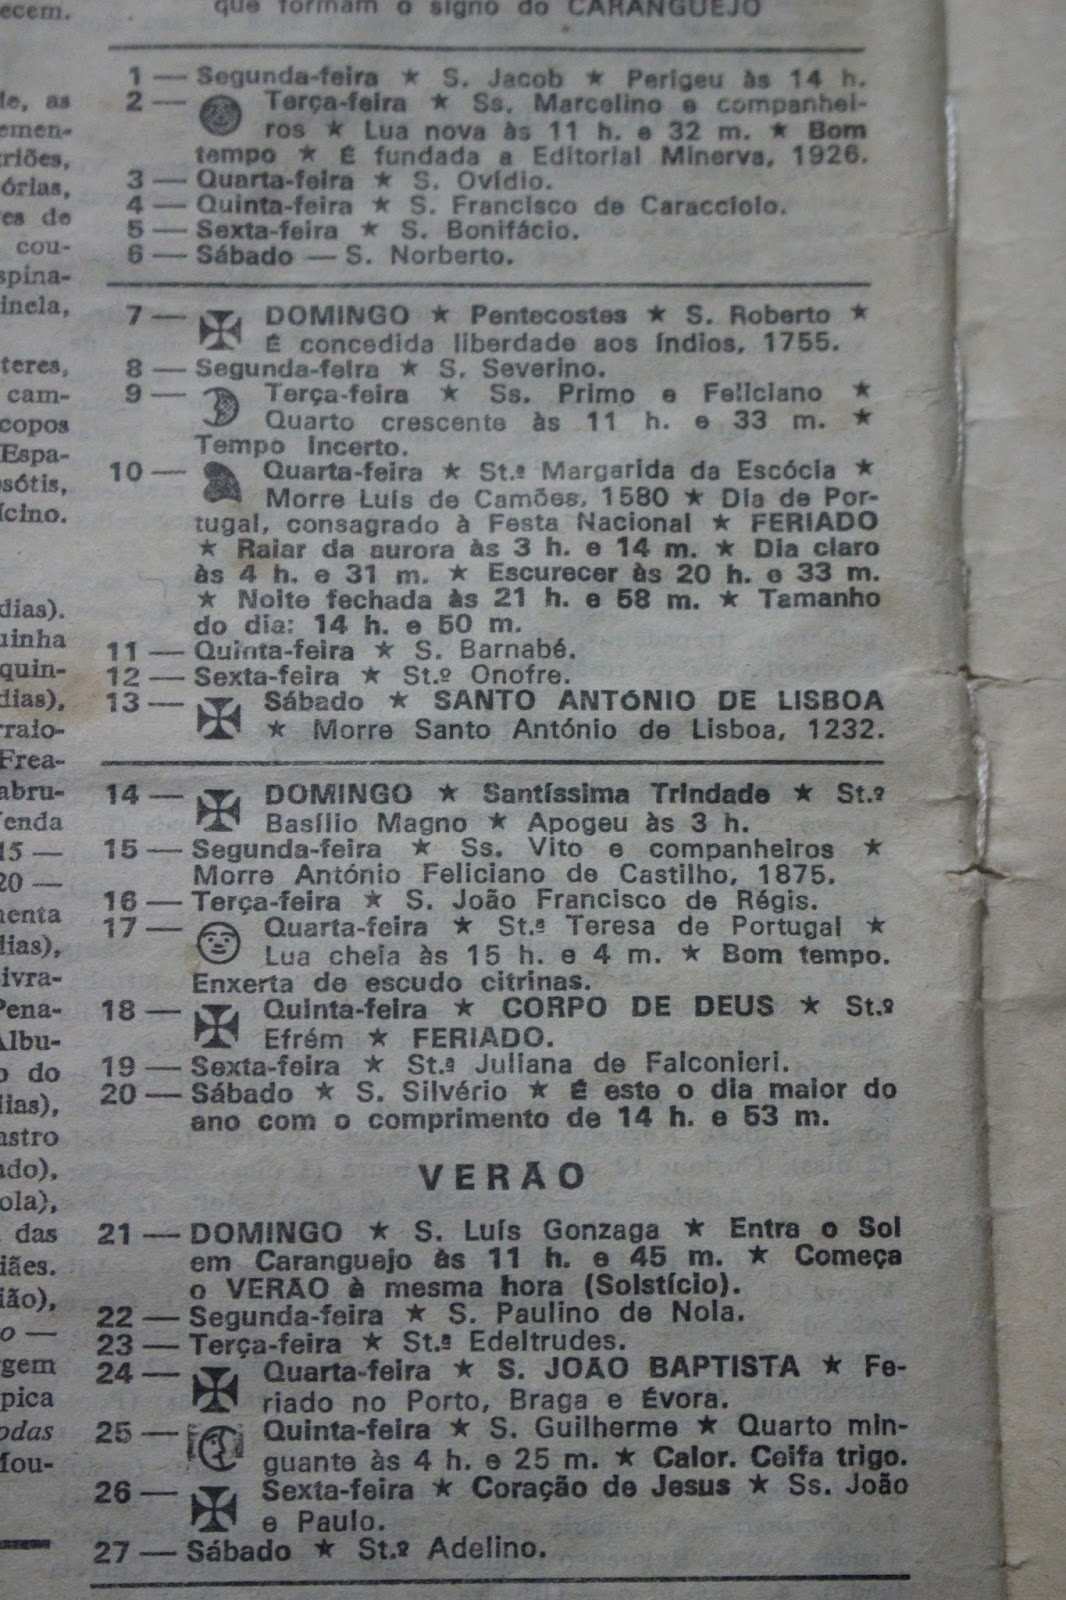 ecem.
que formam o signo do CARANGUEJO
1 — Segunda-feira ★ S. Jacob ★ Perigeu às 14 h.
2 — Terça-feira ★ Ss. Marcelino e companhei-
ros ★ Lua nova às 11 h. e 32 m. ★ Bom
tempo ★ É fundada a Editorial Minerva, 1926.
3 — Quarta-feira ★ S. Ovídio.
4 — Quinta-feira ★ S. Francisco de Caracciolo.
5 — Sexta-feira ★ S. Bonifácio.
6 — Sábado — S. Norberto.
7 — DOMINGO ★ Pentecostes ★ S. Roberto ★
É concedida liberdade aos índios, 1755.
8 — Segunda-feira ★ S. Severino.
9 — Terça-feira ★ Ss. Primo e Feliciano ★
Quarto crescente às 11 h. e 33 m. ★
Tempo incerto.
10 — Quarta-feira ★ St.ª Margarida da Escócia ★
Morre Luís de Camões, 1580 ★ Dia de Por-
tugal, consagrado à Festa Nacional ★ FERIADO
★ Raiar da aurora às 3 h. e 14 m. ★ Dia claro
às 4 h. e 31 m. ★ Escurecer às 20 h. e 33 m.
★ Noite fechada às 21 h. e 58 m. ★ Tamanho
do dia: 14 h. e 50 m.
11 — Quinta-feira ★ S. Barnabé.
12 — Sexta-feira ★ St.º Onofre.
13 — Sábado ★ SANTO ANTÓNIO DE LISBOA
★ Morre Santo António de Lisboa, 1232.
14 — DOMINGO ★ Santíssima Trindade ★ St.º
Basílio Magno ★ Apogeu às 3 h.
15 — Segunda-feira ★ Ss. Vito e companheiros ★
Morre António Feliciano de Castilho, 1875.
16 — Terça-feira ★ S. João Francisco de Régis.
17 — Quarta-feira ★ St.ª Teresa de Portugal ★
Lua cheia às 15 h. e 4 m. ★ Bom tempo.
Enxerta de escudo citrinas.
18 — Quinta-feira ★ CORPO DE DEUS ★ St.º
Efrém ★ FERIADO.
19 — Sexta-feira ★ St.ª Juliana de Falconieri.
20 — Sábado ★ S. Silvério ★ É este o dia maior do
ano com o comprimento de 14 h. e 53 m.
VERÃO
21 — DOMINGO ★ S. Luís Gonzaga ★ Entra o Sol
em Caranguejo às 11 h. e 45 m. ★ Começa
o VERÃO à mesma hora (Solstício).
22 — Segunda-feira ★ S. Paulino de Nola.
23 — Terça-feira ★ St.ª Edeltrudes.
24 — Quarta-feira ★ S. JOÃO BAPTISTA ★ Fe-
riado no Porto, Braga e Évora.
25 — Quinta-feira ★ S. Guilherme ★ Quarto min-
guante às 4 h. e 25 m. ★ Calor. Ceifa trigo.
26 — Sexta-feira ★ Coração de Jesus ★ Ss. João
e Paulo.
27 — Sábado ★ St.º Adelino.